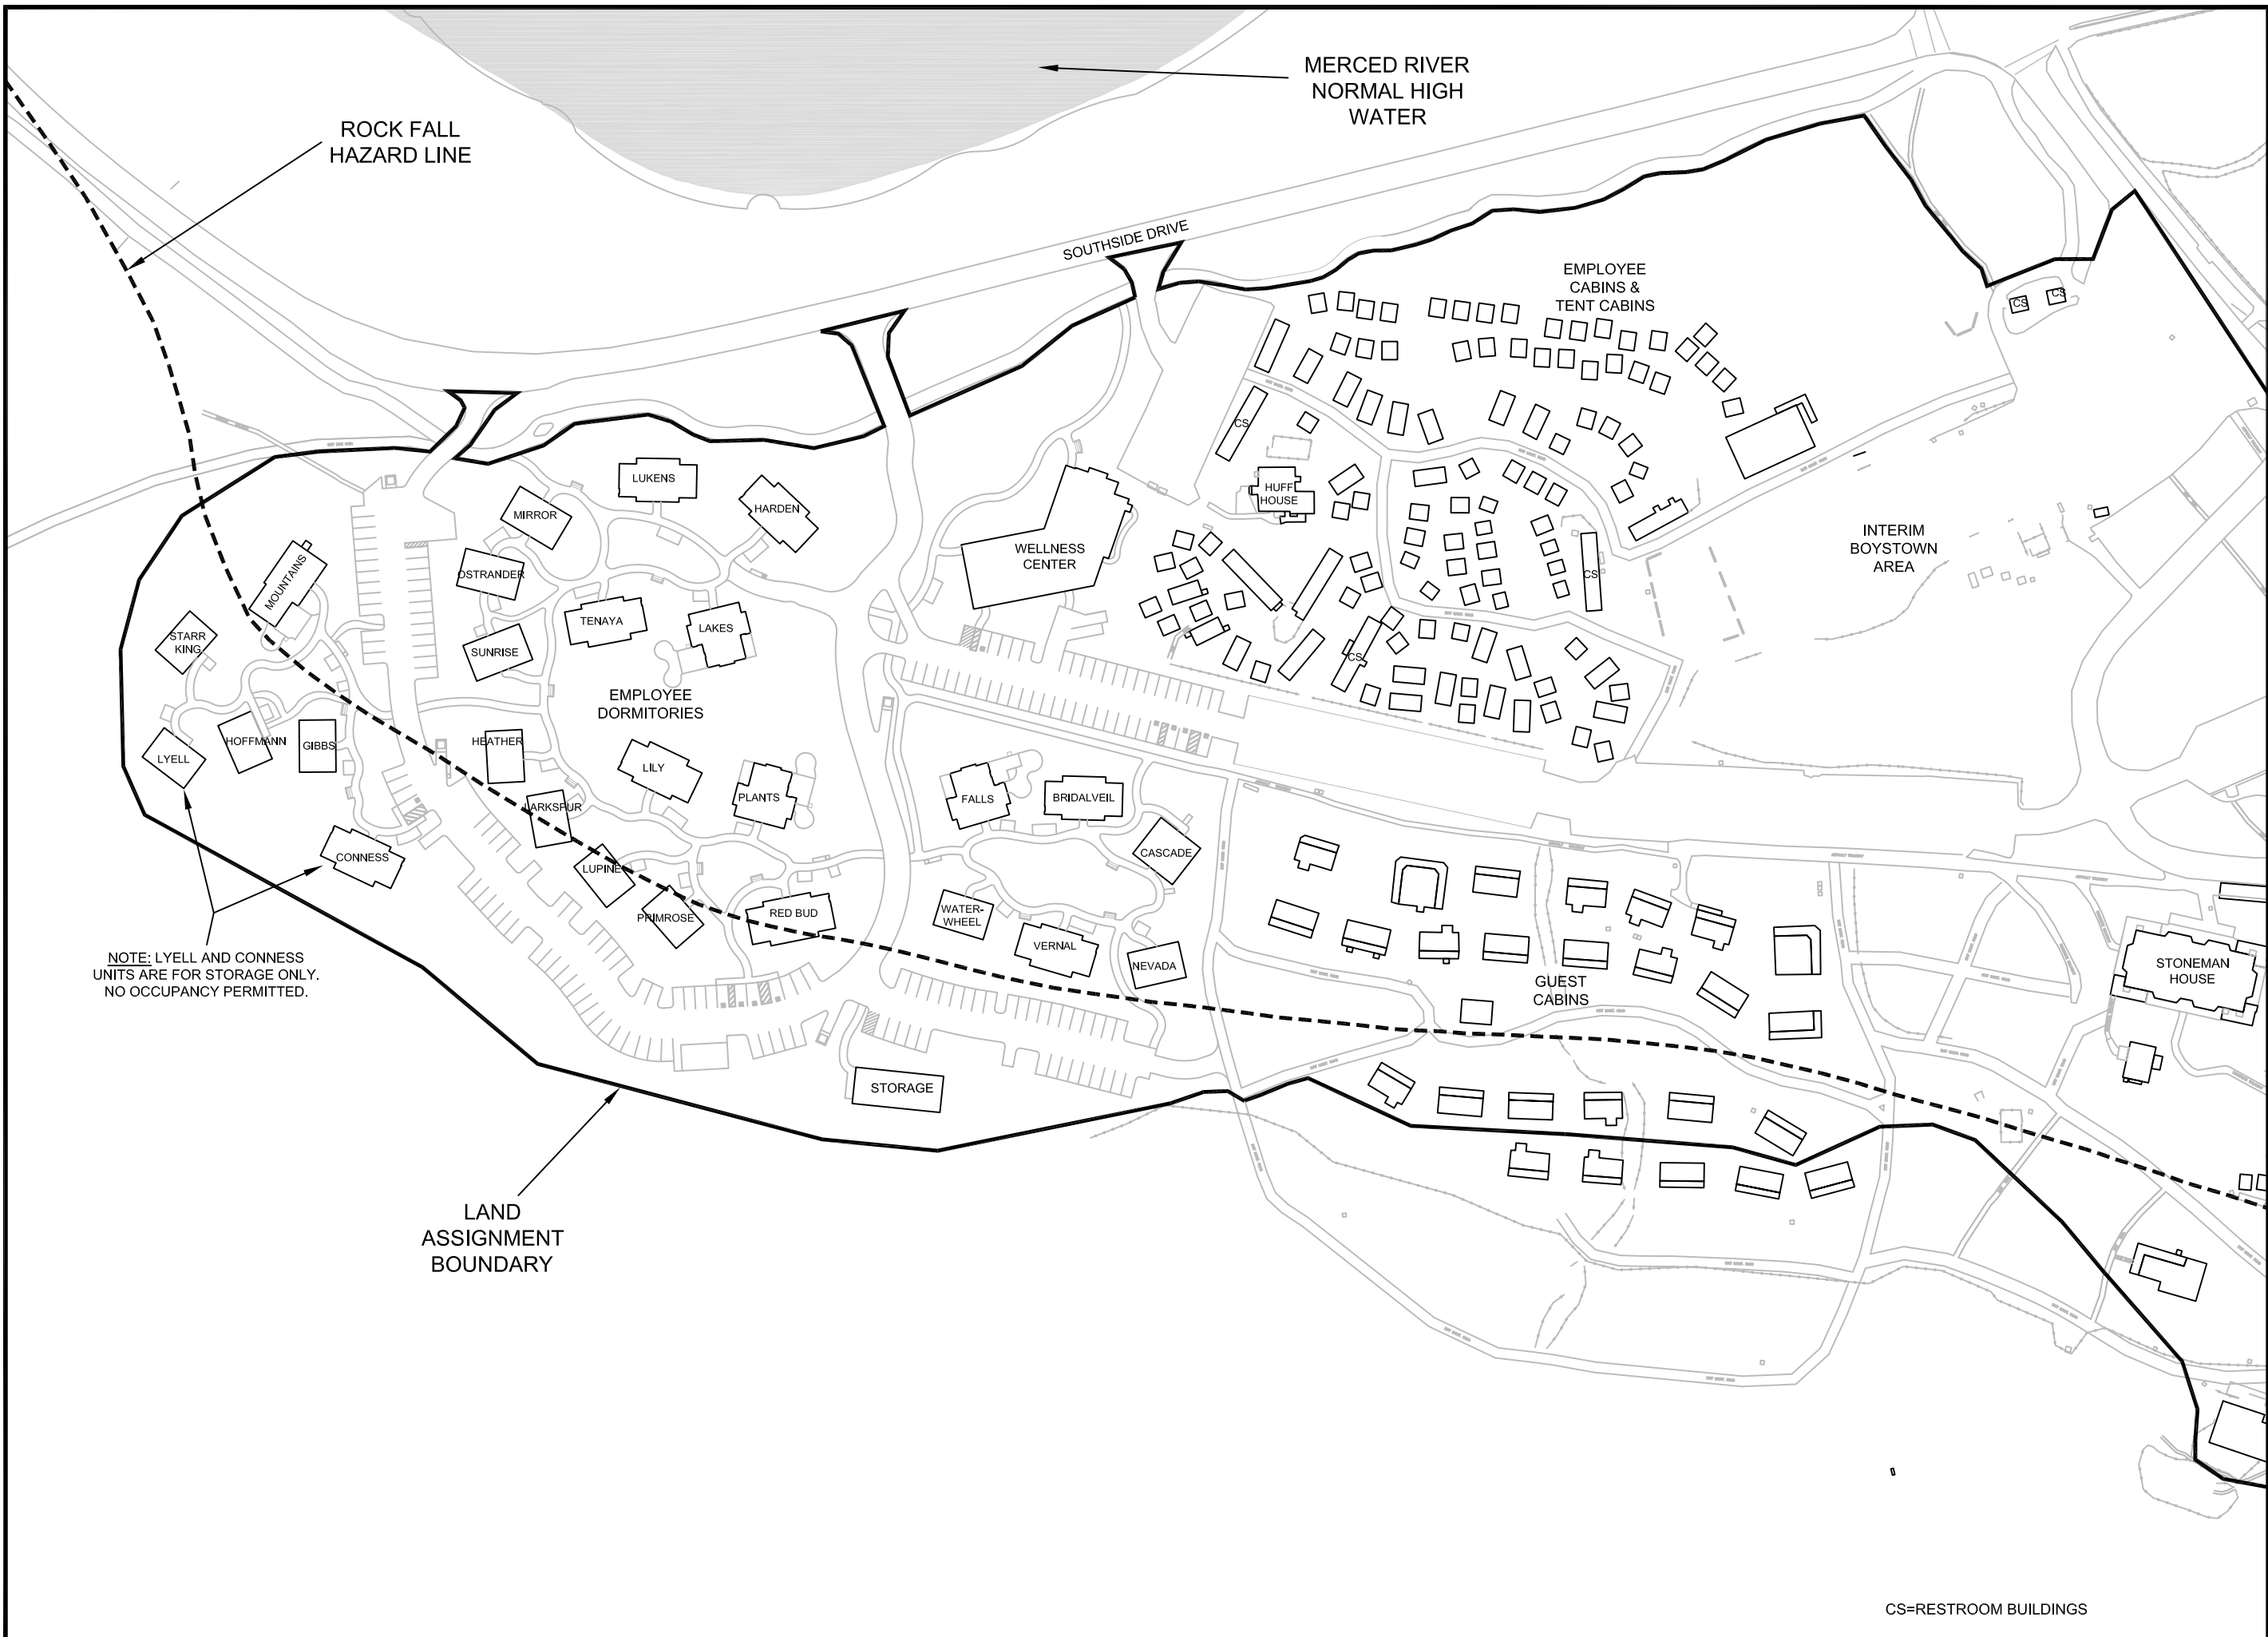 MERCED RIVER
NORMAL HIGH
WATER
ROCK FALL
HAZARD LINE
SOUTHSIDE DRIVE
EMPLOYEE
CABINS &
TENT CABINS
CS
CS
CS
LUKENS
HARDEN
MIRROR
HUFF
HOUSE
WELLNESS
CENTER
INTERIM
BOYSTOWN
AREA
MOUNTAINS
OSTRANDER
CS
STARR
KING
TENAYA
LAKES
SUNRISE
CS
EMPLOYEE
DORMITORIES
HOFFMANN
GIBBS
HEATHER
LYELL
LILY
PLANTS
FALLS
BRIDALVEIL
LARKSPUR
CONNESS
LUPINE
CASCADE
PRIMROSE
RED BUD
WATER-
WHEEL
VERNAL
NEVADA
NOTE: LYELL AND CONNESS
UNITS ARE FOR STORAGE ONLY.
NO OCCUPANCY PERMITTED.
GUEST
CABINS
STONEMAN
HOUSE
STORAGE
LAND
ASSIGNMENT
BOUNDARY
CS=RESTROOM BUILDINGS